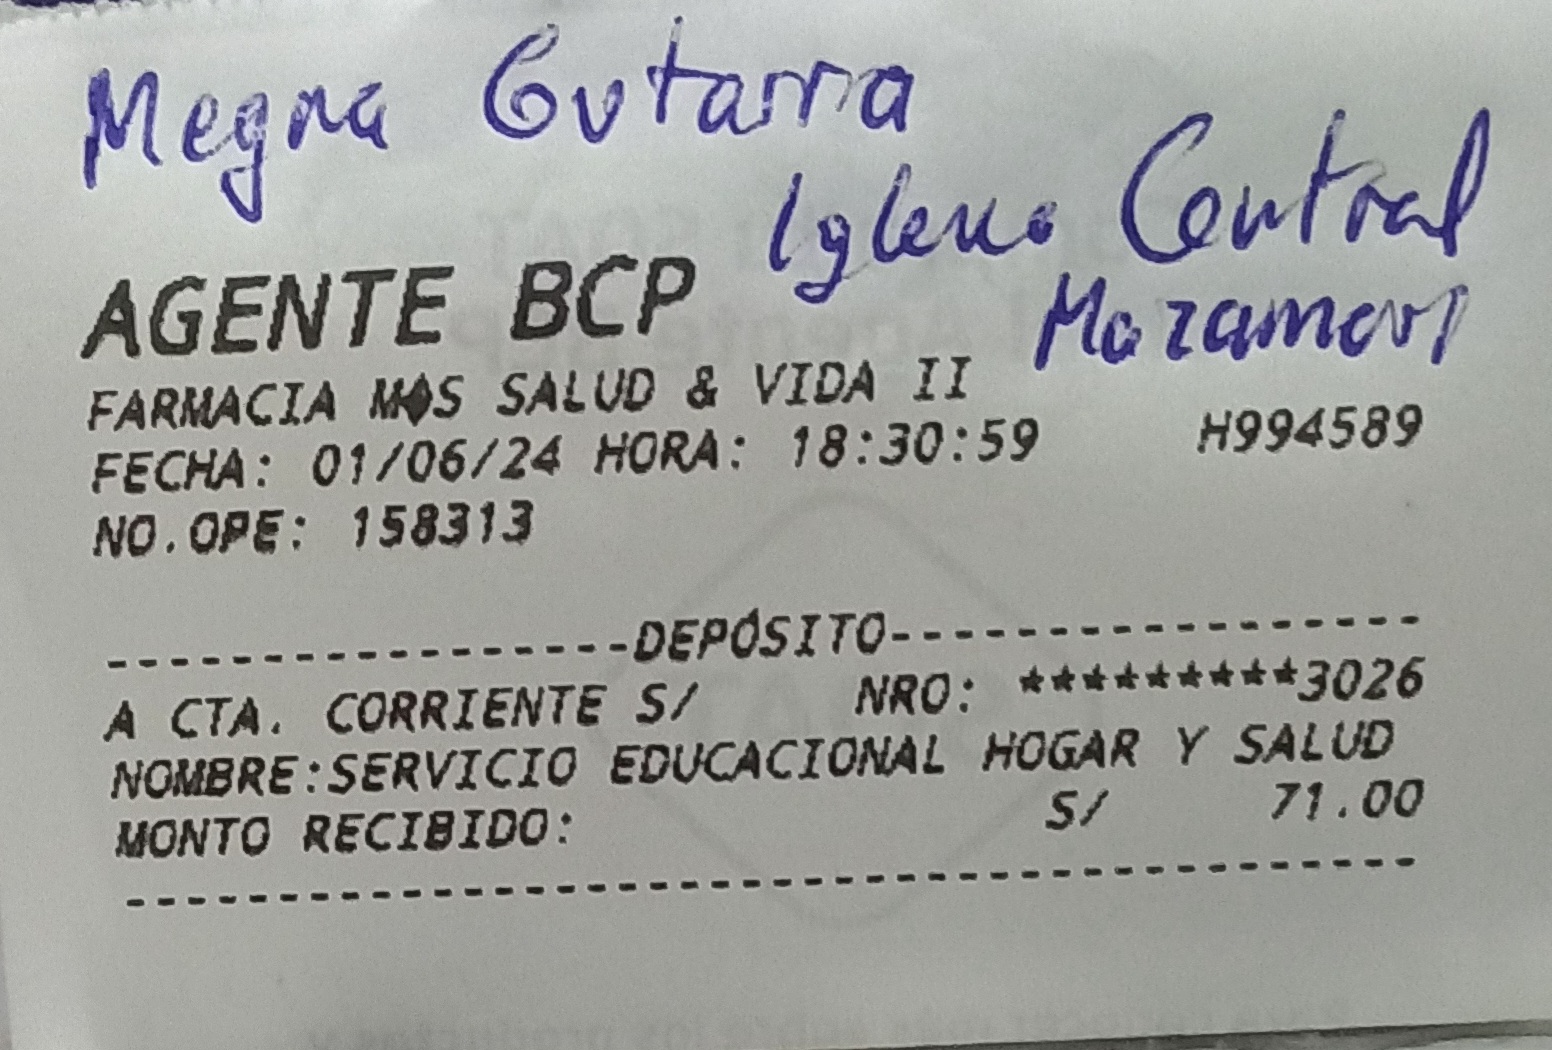 Megna Gutarra
Iglesia Central
Mazamari
AGENTE BCP
FARMACIA M�S SALUD & VIDA II
FECHA: 01/06/24 HORA: 18:30:59 H994589
NO.OPE: 158313
-----------------DEPÓSITO-----------------
A CTA. CORRIENTE S/ NRO: *********3026
NOMBRE:SERVICIO EDUCACIONAL HOGAR Y SALUD
MONTO RECIBIDO: S/ 71.00
------------------------------------------